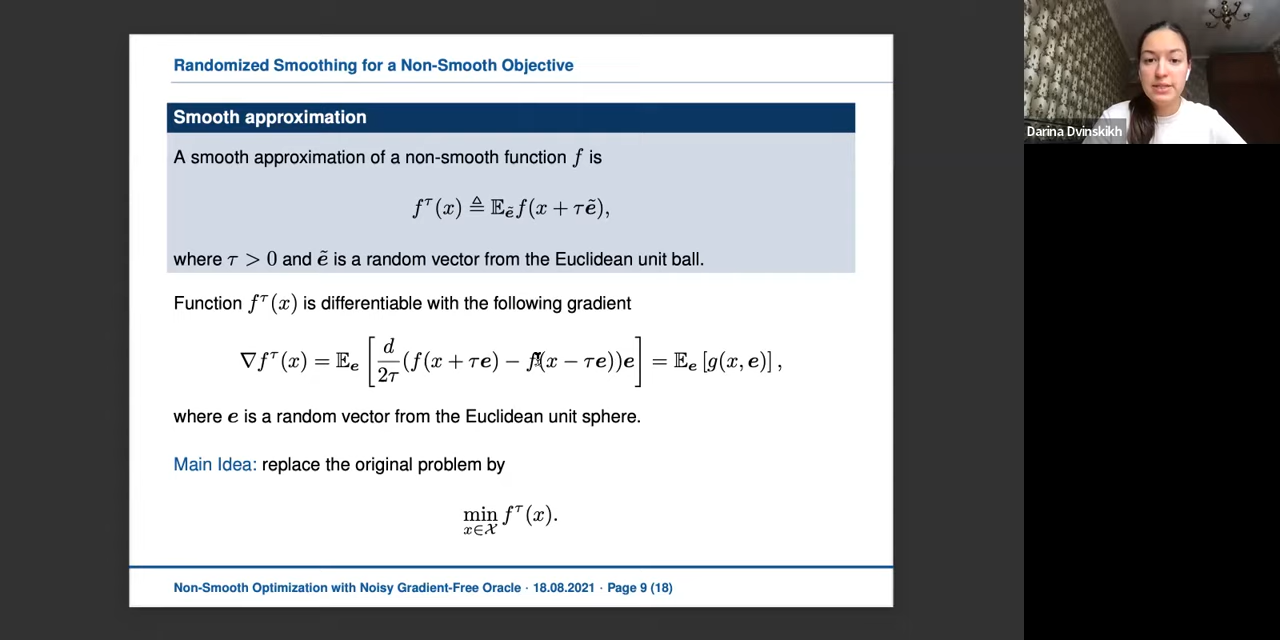 Randomized Smoothing for a Non-Smooth Objective
Smooth approximation
A smooth approximation of a non-smooth function f is
f^τ(x) ≜ 𝔼_ẽ f(x + τẽ),
where τ > 0 and ẽ is a random vector from the Euclidean unit ball.
Function f^τ(x) is differentiable with the following gradient
∇f^τ(x) = 𝔼_e [ d/2τ (f(x + τe) − f(x − τe))e ] = 𝔼_e [g(x, e)],
where e is a random vector from the Euclidean unit sphere.
Main Idea: replace the original problem by
min_{x∈𝒳} f^τ(x).
Non-Smooth Optimization with Noisy Gradient-Free Oracle · 18.08.2021 · Page 9 (18)
Darina Dvinskikh